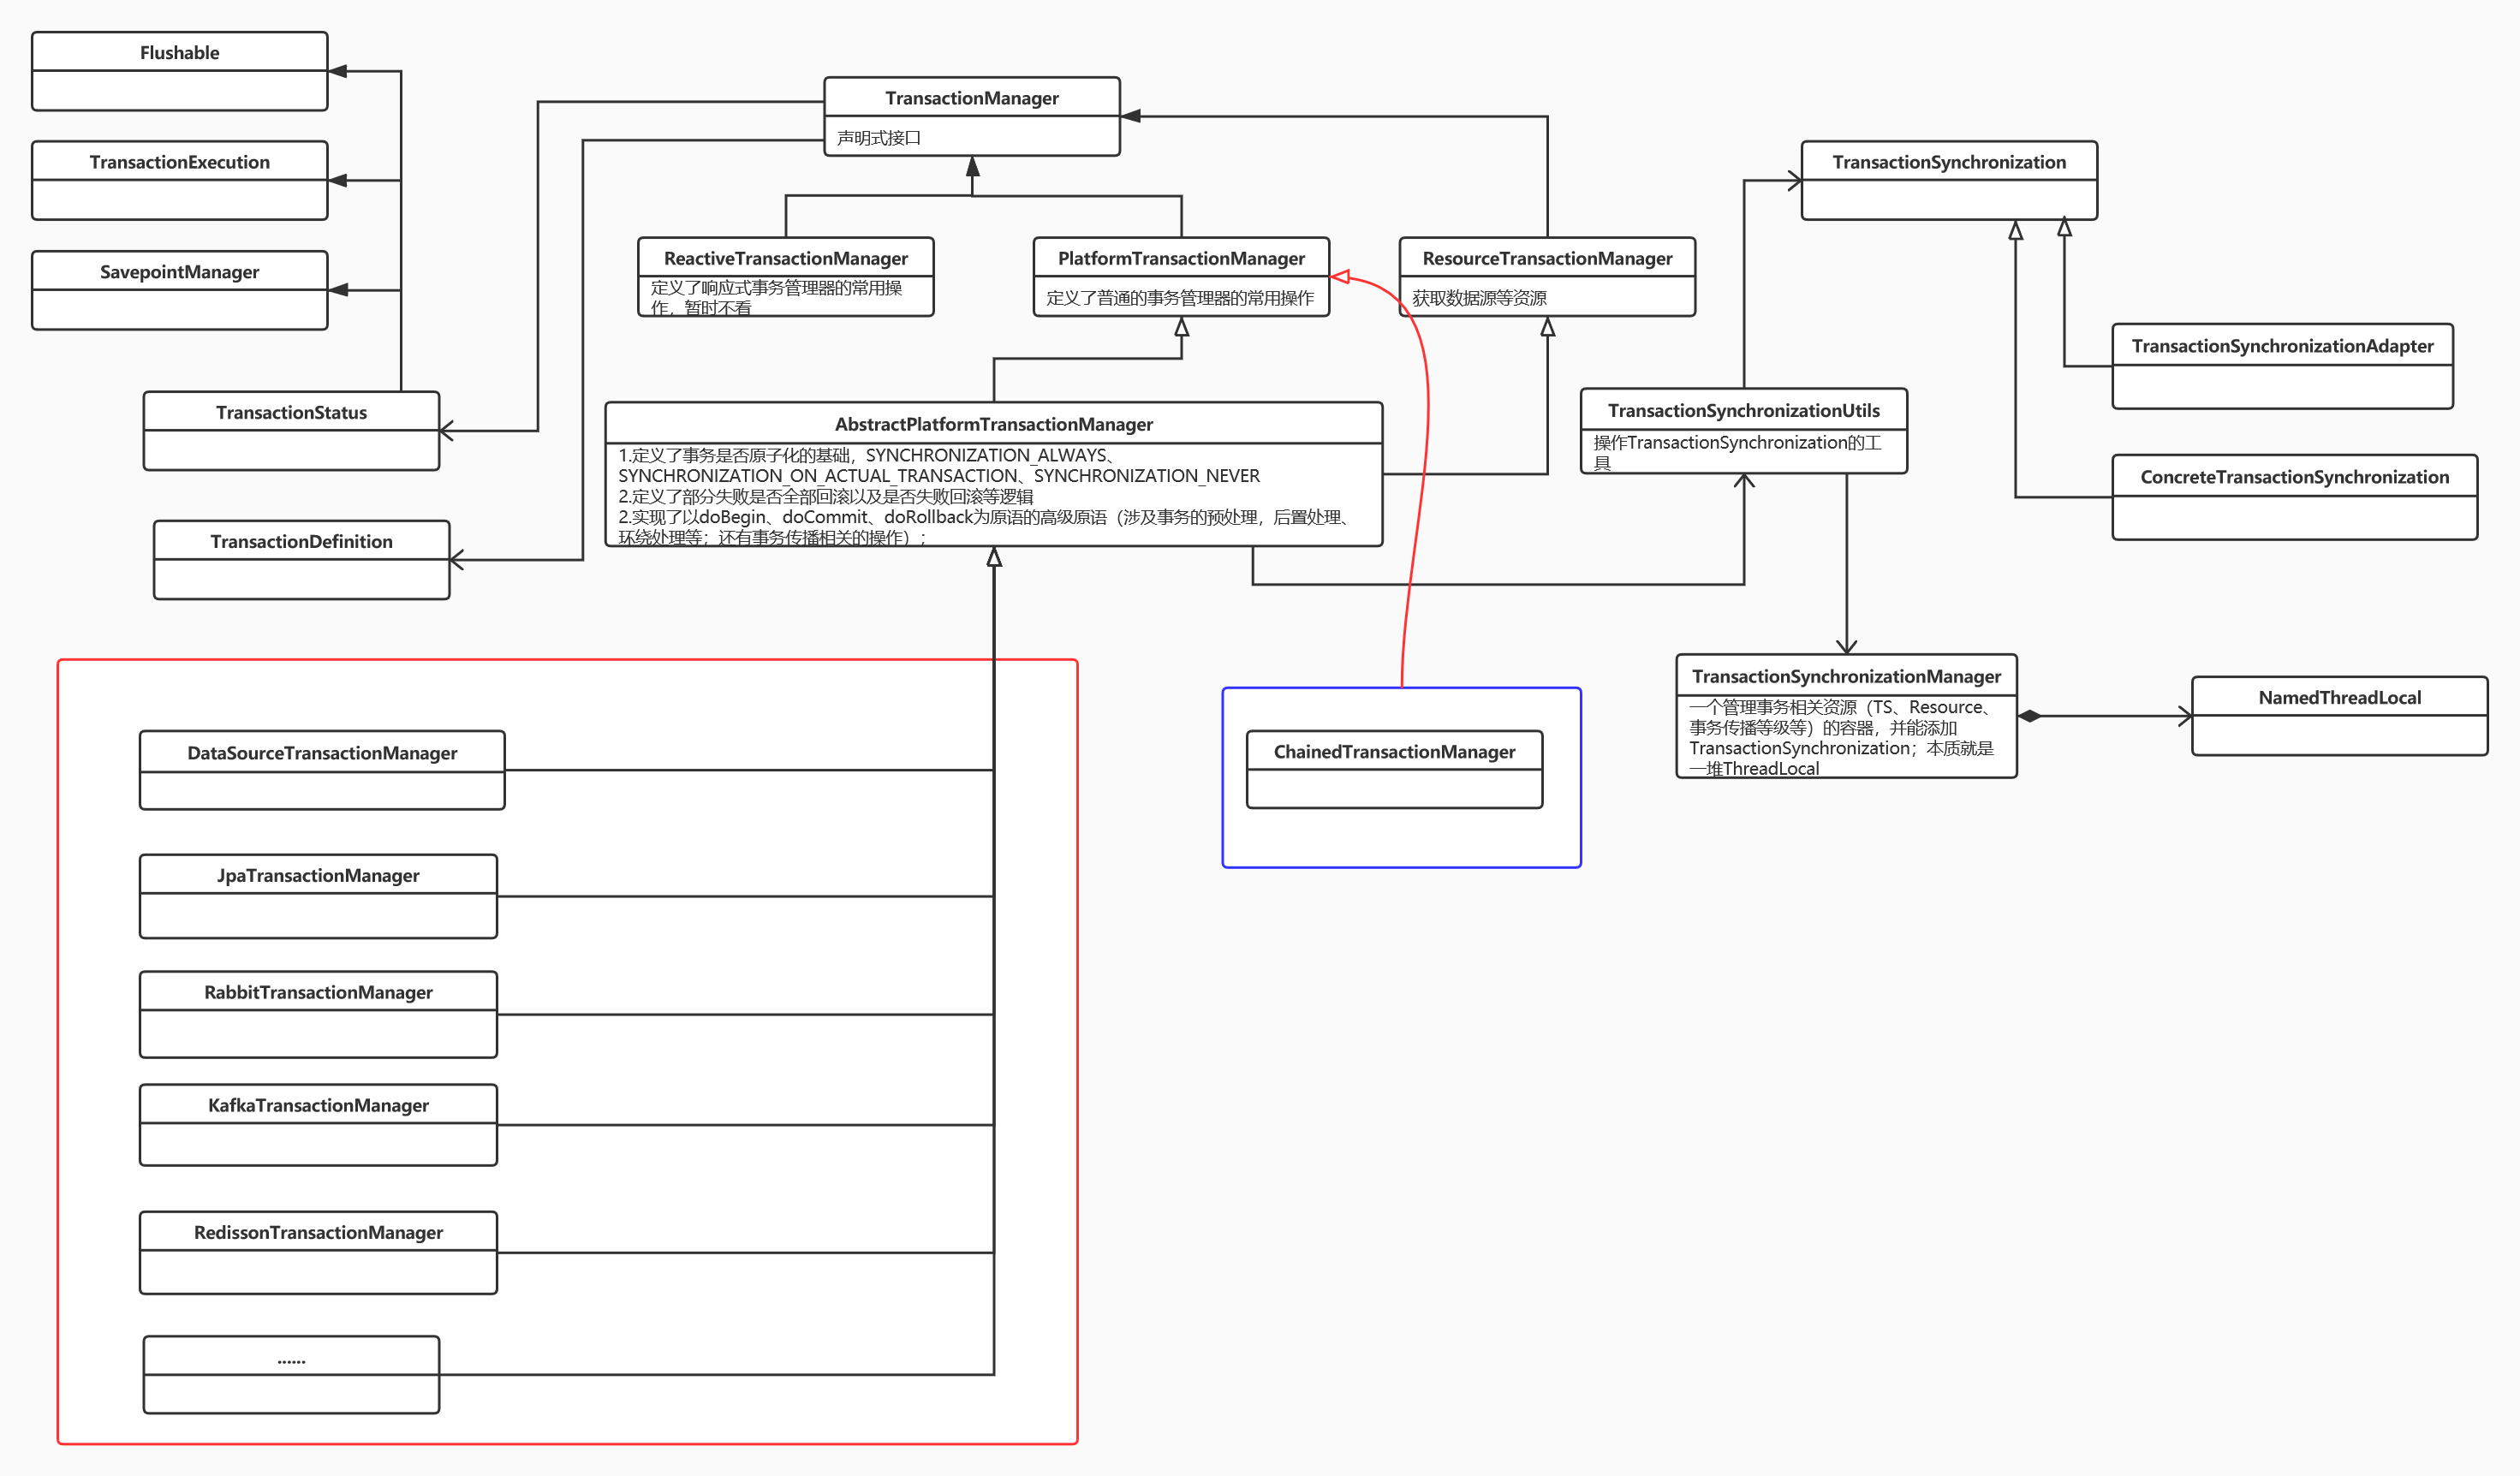 Flushable
TransactionExecution
SavepointManager
TransactionStatus
TransactionDefinition
TransactionManager
声明式接口
ReactiveTransactionManager
定义了响应式事务管理器的常用操
作，暂时不看
PlatformTransactionManager
定义了普通的事务管理器的常用操作
ResourceTransactionManager
获取数据源等资源
AbstractPlatformTransactionManager
1.定义了事务是否原子化的基础，SYNCHRONIZATION_ALWAYS、
SYNCHRONIZATION_ON_ACTUAL_TRANSACTION、SYNCHRONIZATION_NEVER
2.定义了部分失败是否全部回滚以及是否失败回滚等逻辑
2.实现了以doBegin、doCommit、doRollback为原语的高级原语（涉及事务的预处理，后置处理、
环绕处理等；还有事务传播相关的操作）；
TransactionSynchronization
TransactionSynchronizationAdapter
TransactionSynchronizationUtils
操作TransactionSynchronization的工
具
ConcreteTransactionSynchronization
TransactionSynchronizationManager
一个管理事务相关资源（TS、Resource、
事务传播等级等）的容器，并能添加
TransactionSynchronization；本质就是
一堆ThreadLocal
NamedThreadLocal
ChainedTransactionManager
DataSourceTransactionManager
JpaTransactionManager
RabbitTransactionManager
KafkaTransactionManager
RedissonTransactionManager
......